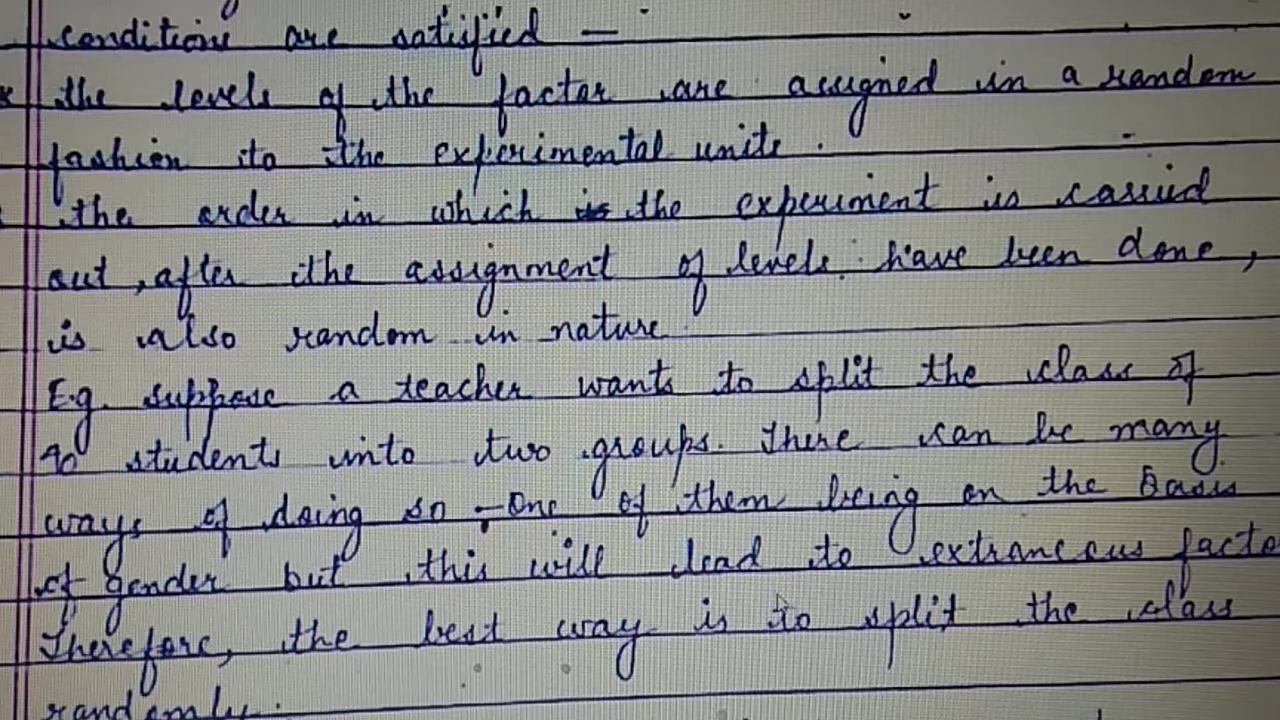 conditions are satisfied –
the levels of the factor are assigned in a random
fashion to the experimental units.
the order in which the experiment is carried
out, after the assignment of levels have been done,
is also random in nature.
E.g. suppose a teacher wants to split the class of
students into two groups. There can be many
ways of doing so – One of them being on the Basis
of gender but this will lead to extraneous facto
Therefore, the best way is to split the class
randomly.